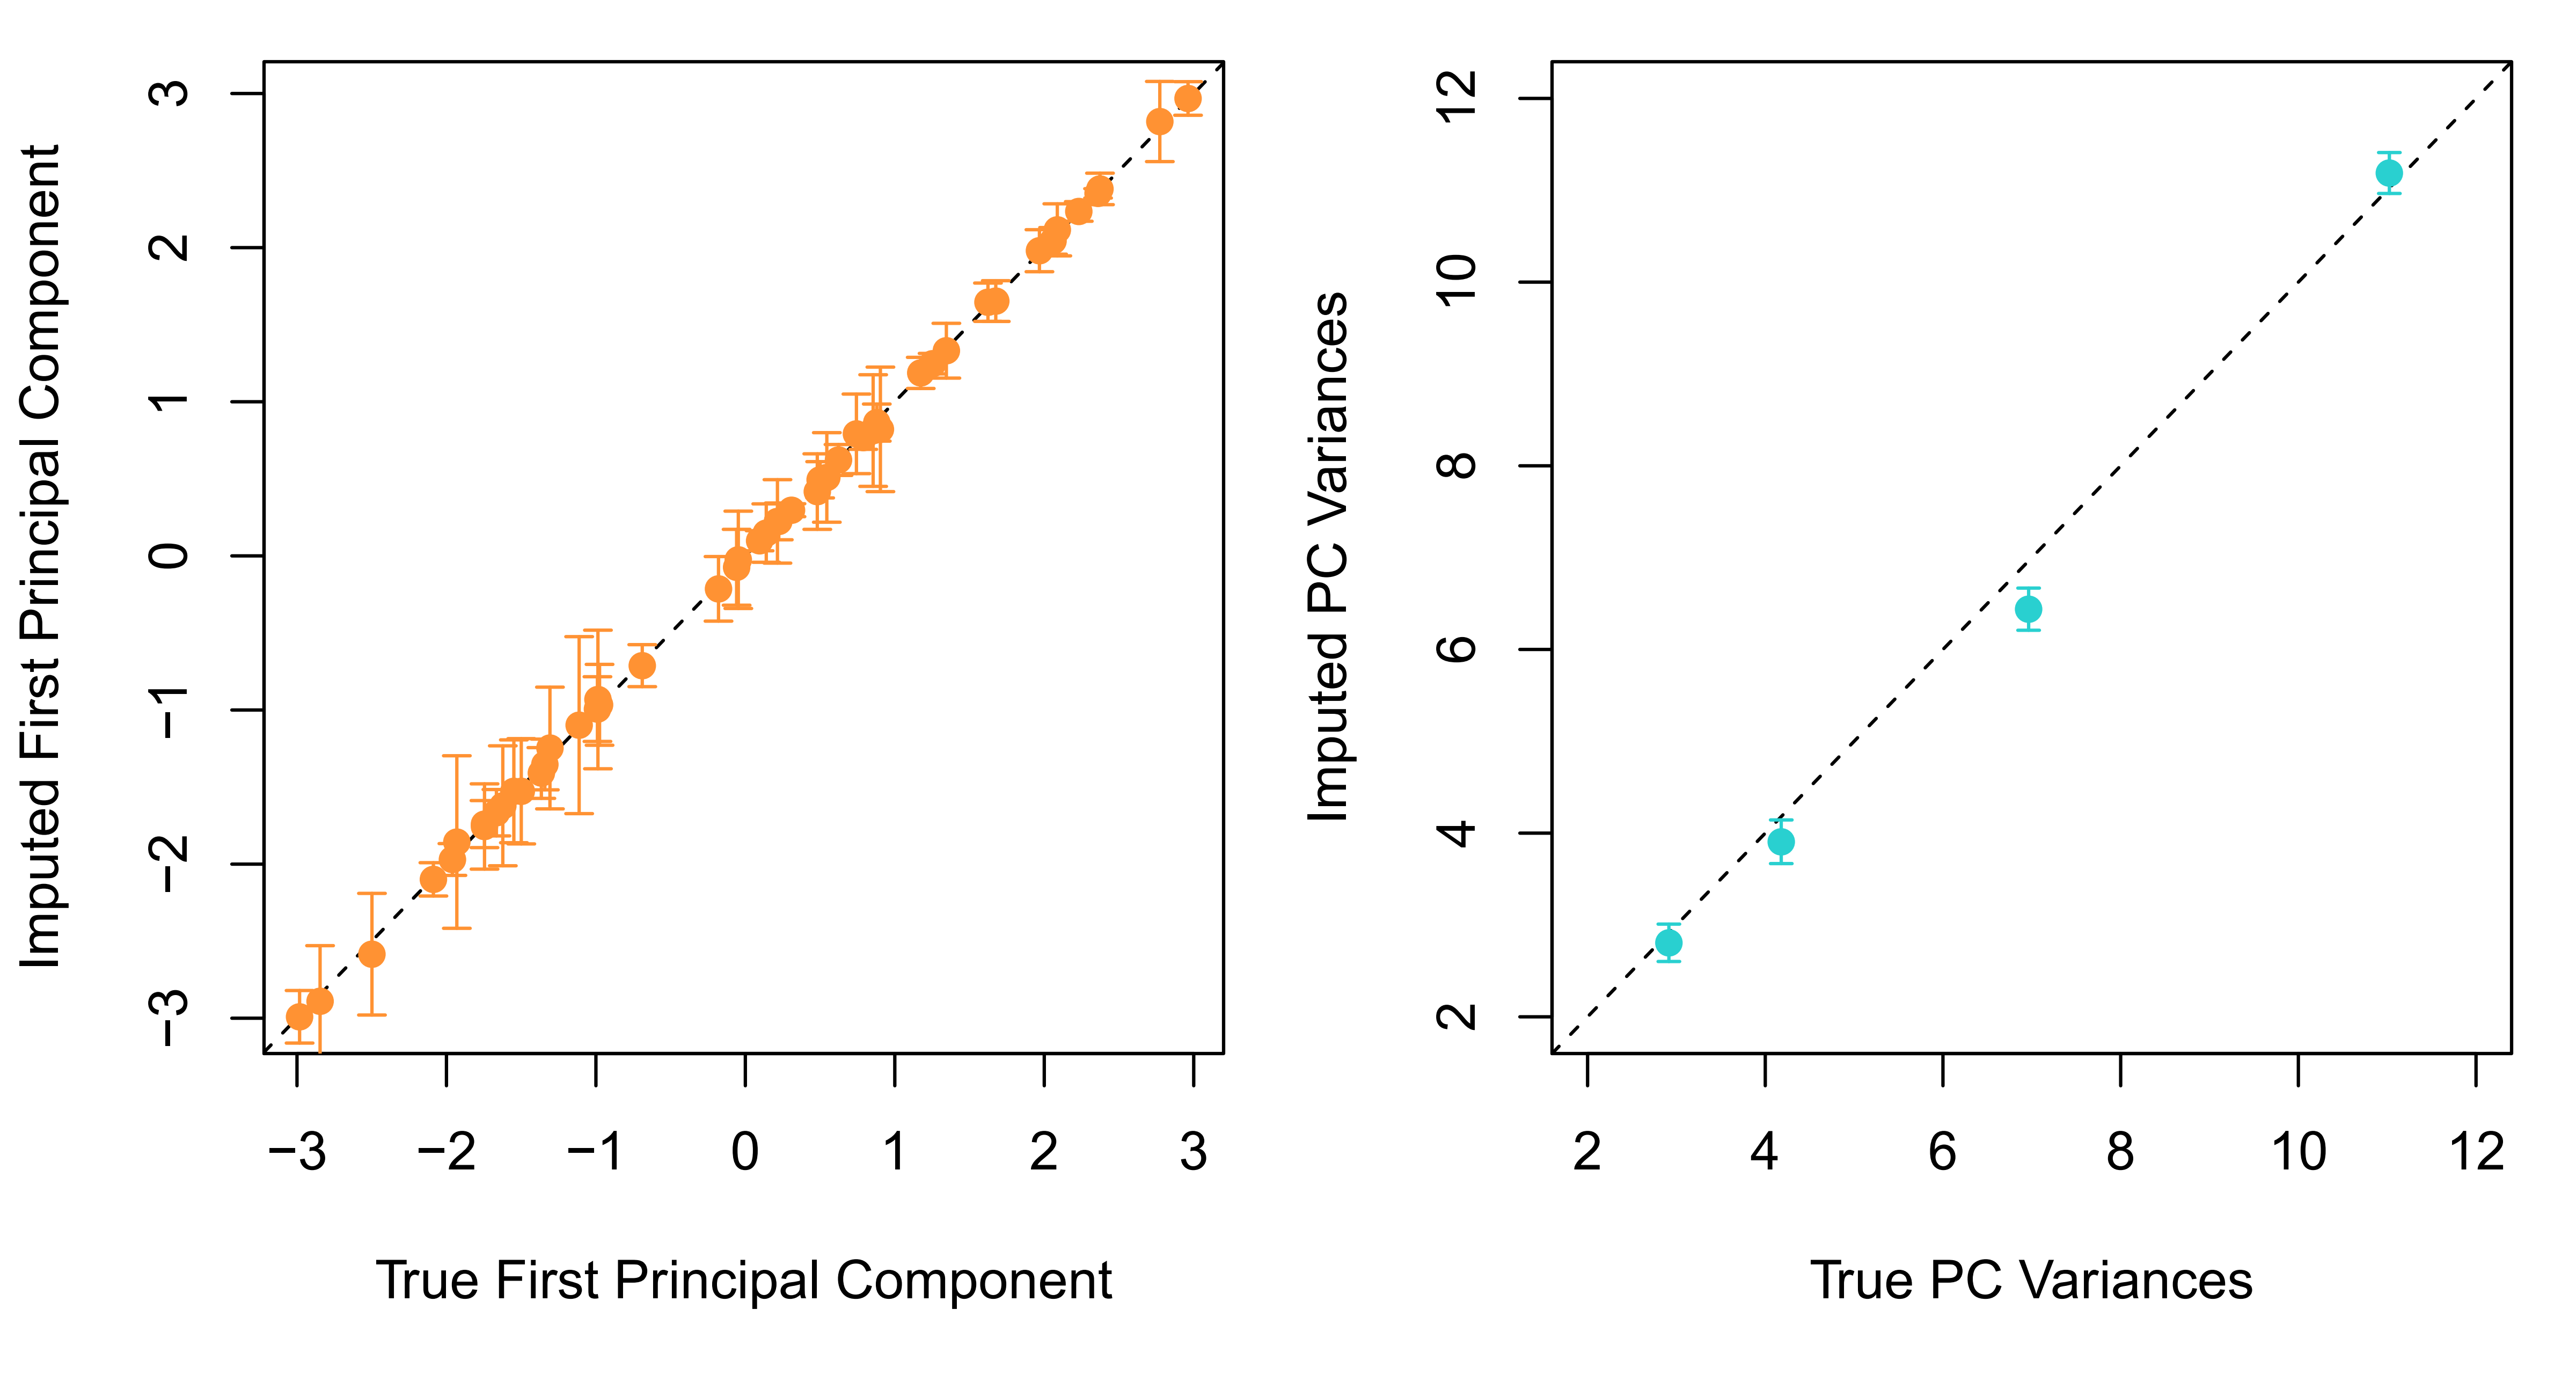 Imputed First Principal Component
3
2
1
0
−1
−2
−3
−3 −2 −1 0 1 2 3
True First Principal Component
Imputed PC Variances
12
10
8
6
4
2
2 4 6 8 10 12
True PC Variances